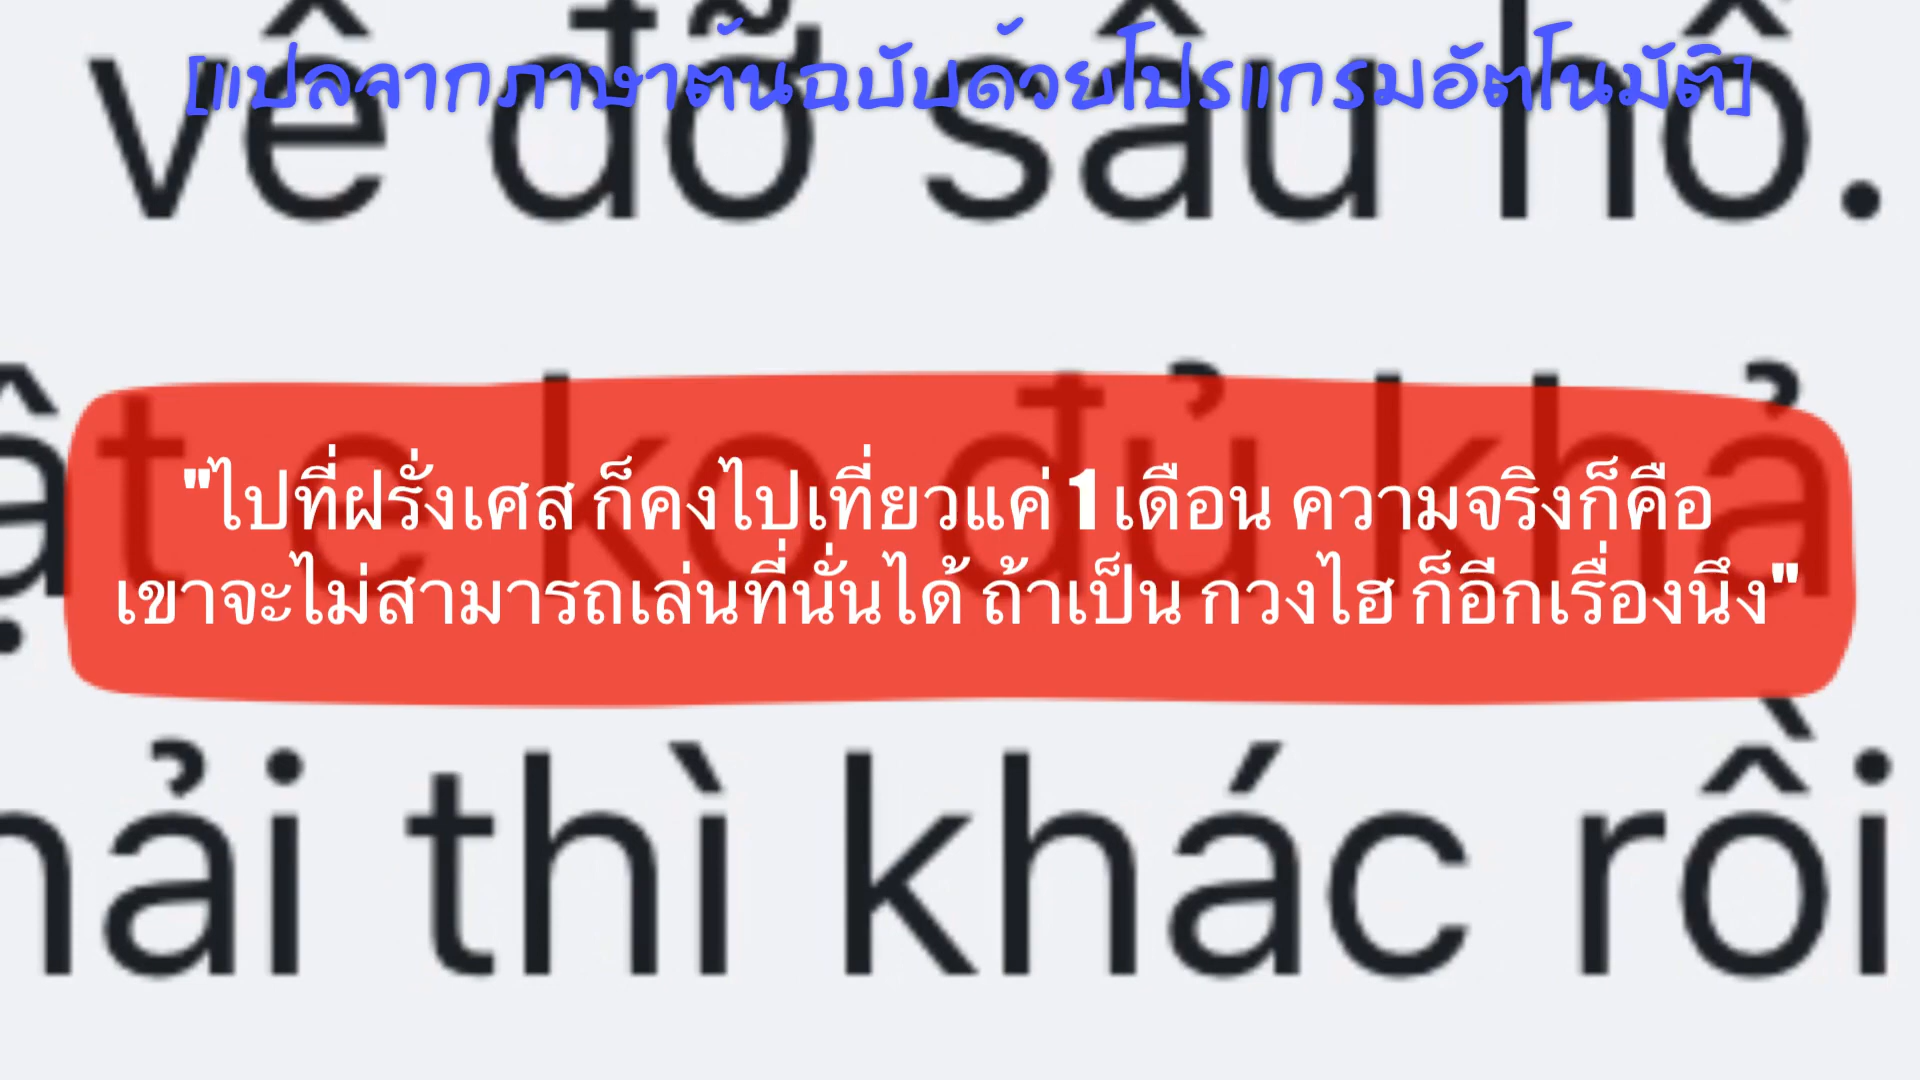 về đỡ sâu hồ.
[แปลจากภาษาต้นฉบับด้วยโปรแกรมอัตโนมัติ]
ật c ko đủ khả
"ไปที่ฝรั่งเศส ก็คงไปเที่ยวแค่ 1 เดือน ความจริงก็คือ
เขาจะไม่สามารถเล่นที่นั่นได้ ถ้าเป็น กวงไฮ ก็อีกเรื่องนึง"
hải thì khác rồi